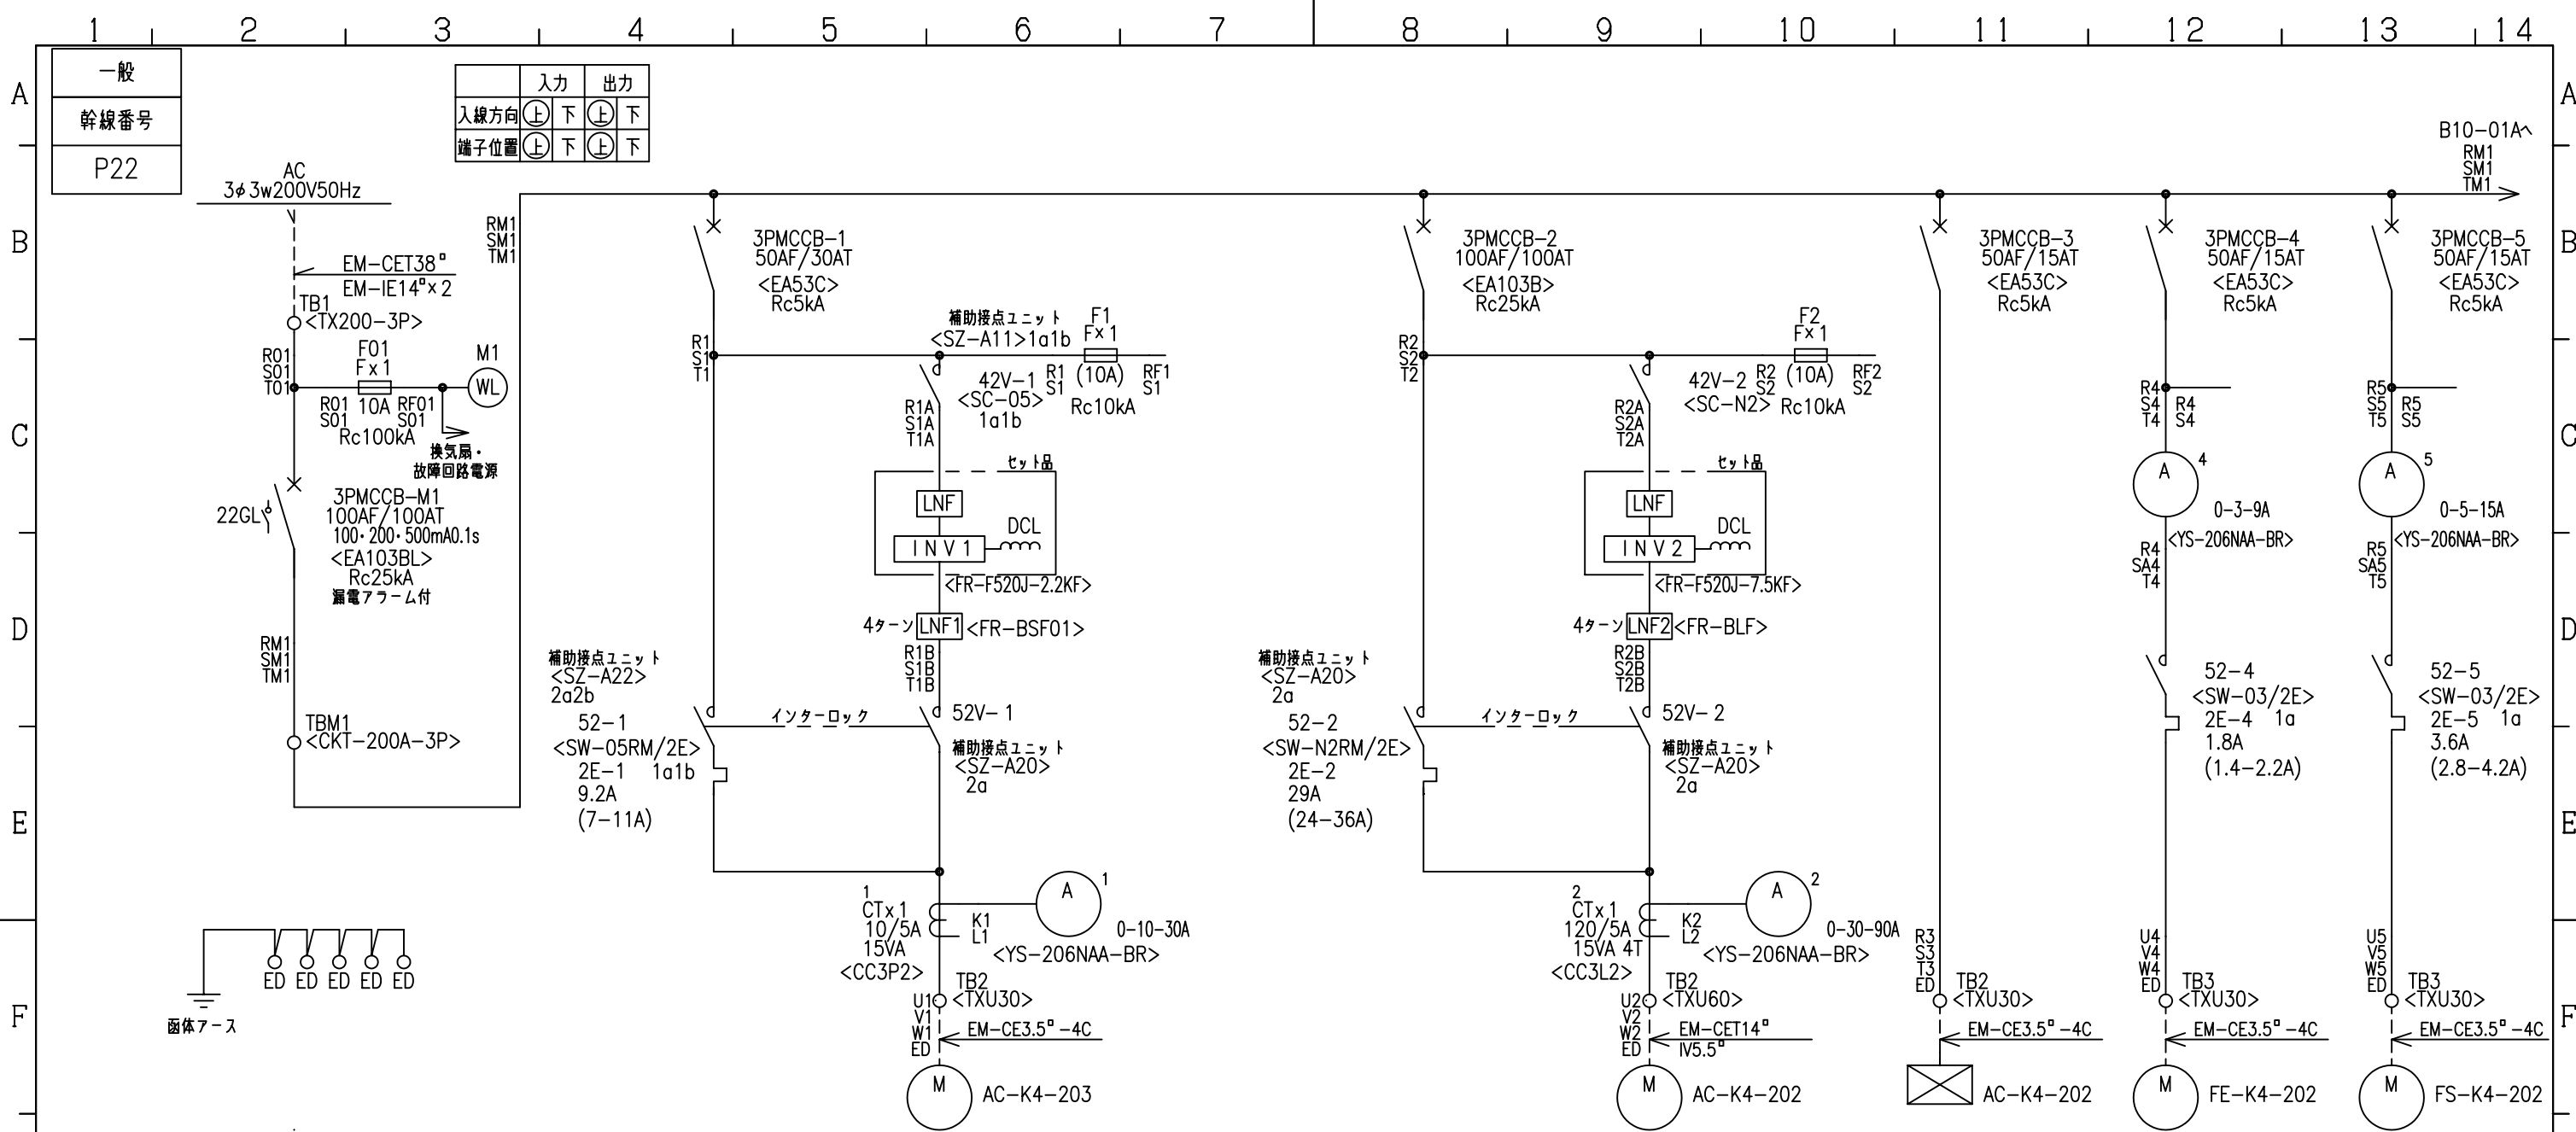 1 2 3 4 5 6 7 8 9 10 11 12 13 14
A
B
C
D
E
F
A
B
C
D
E
F
一般
幹線番号
P22
入力 出力
入線方向 上 下 上 下
端子位置 上 下 上 下
AC
3φ3w200V50Hz
EM-CET38□
EM-IE14□×2
TB1
<TX200-3P>
R01
S01
T01
F01
F×1
10A
R01
S01
RF01
S01
Rc100kA
M1
WL
換気扇・
故障回路電源
22GL
3PMCCB-M1
100AF/100AT
100・200・500mA0.1s
<EA103BL>
Rc25kA
漏電アラーム付
RM1
SM1
TM1
TBM1
<CKT-200A-3P>
ED ED ED ED ED
函体アース
RM1
SM1
TM1
3PMCCB-1
50AF/30AT
<EA53C>
Rc5kA
R1
S1
T1
補助接点ユニット
<SZ-A11>1a1b
F1
F×1
(10A)
R1
S1
RF1
S1
Rc10kA
42V-1
<SC-05>
1a1b
R1A
S1A
T1A
セット品
LNF
DCL
INV1
<FR-F520J-2.2KF>
4ターン LNF1 <FR-BSF01>
R1B
S1B
T1B
補助接点ユニット
<SZ-A22>
2a2b
52-1
<SW-05RM/2E>
2E-1 1a1b
9.2A
(7-11A)
インターロック
52V-1
補助接点ユニット
<SZ-A20>
2a
1
CT×1
10/5A
15VA
<CC3P2>
K1
L1
A 1
0-10-30A
<YS-206NAA-BR>
TB2
<TXU30>
U1
V1
W1
ED
EM-CE3.5□-4C
M AC-K4-203
3PMCCB-2
100AF/100AT
<EA103B>
Rc25kA
R2
S2
T2
F2
F×1
(10A)
R2
S2
RF2
S2
Rc10kA
42V-2
<SC-N2>
R2A
S2A
T2A
セット品
LNF
DCL
INV2
<FR-F520J-7.5KF>
4ターン LNF2 <FR-BLF>
R2B
S2B
T2B
補助接点ユニット
<SZ-A20>
2a
52-2
<SW-N2RM/2E>
2E-2
29A
(24-36A)
インターロック
52V-2
補助接点ユニット
<SZ-A20>
2a
2
CT×1
120/5A
15VA 4T
<CC3L2>
K2
L2
A 2
0-30-90A
<YS-206NAA-BR>
TB2
<TXU60>
U2
V2
W2
ED
EM-CET14□
IV5.5□
M AC-K4-202
3PMCCB-3
50AF/15AT
<EA53C>
Rc5kA
R3
S3
T3
ED
TB2
<TXU30>
EM-CE3.5□-4C
AC-K4-202
3PMCCB-4
50AF/15AT
<EA53C>
Rc5kA
R4
S4
T4
R4
S4
A 4
0-3-9A
<YS-206NAA-BR>
R4
SA4
T4
52-4
<SW-03/2E>
2E-4 1a
1.8A
(1.4-2.2A)
U4
V4
W4
ED
TB3
<TXU30>
EM-CE3.5□-4C
M FE-K4-202
B10-01Aへ
RM1
SM1
TM1
3PMCCB-5
50AF/15AT
<EA53C>
Rc5kA
R5
S5
T5
R5
S5
A 5
0-5-15A
<YS-206NAA-BR>
R5
SA5
T5
52-5
<SW-03/2E>
2E-5 1a
3.6A
(2.8-4.2A)
U5
V5
W5
ED
TB3
<TXU30>
EM-CE3.5□-4C
M FS-K4-202